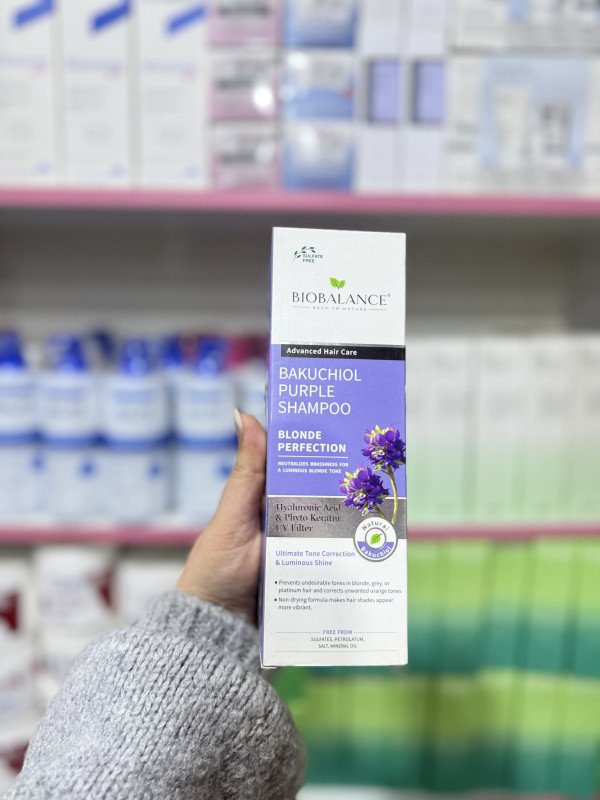 SULFATE
FREE
BIOBALANCE®
BACK TO NATURE
Advanced Hair Care
BAKUCHIOL
PURPLE
SHAMPOO
BLONDE
PERFECTION
NEUTRALIZES BRASSINESS FOR
A LUMINOUS BLONDE TONE
Hyaluronic Acid
& Phyto Keratin
UV Filter
Natural
Bakuchiol
Ultimate Tone Correction
& Luminous Shine
• Prevents undesirable tones in blonde, grey, or
platinum hair and corrects unwanted orange tones
• Non-drying formula makes hair shades appear
more vibrant.
FREE FROM
SULFATES, PETROLATUM,
SALT, MINERAL OIL